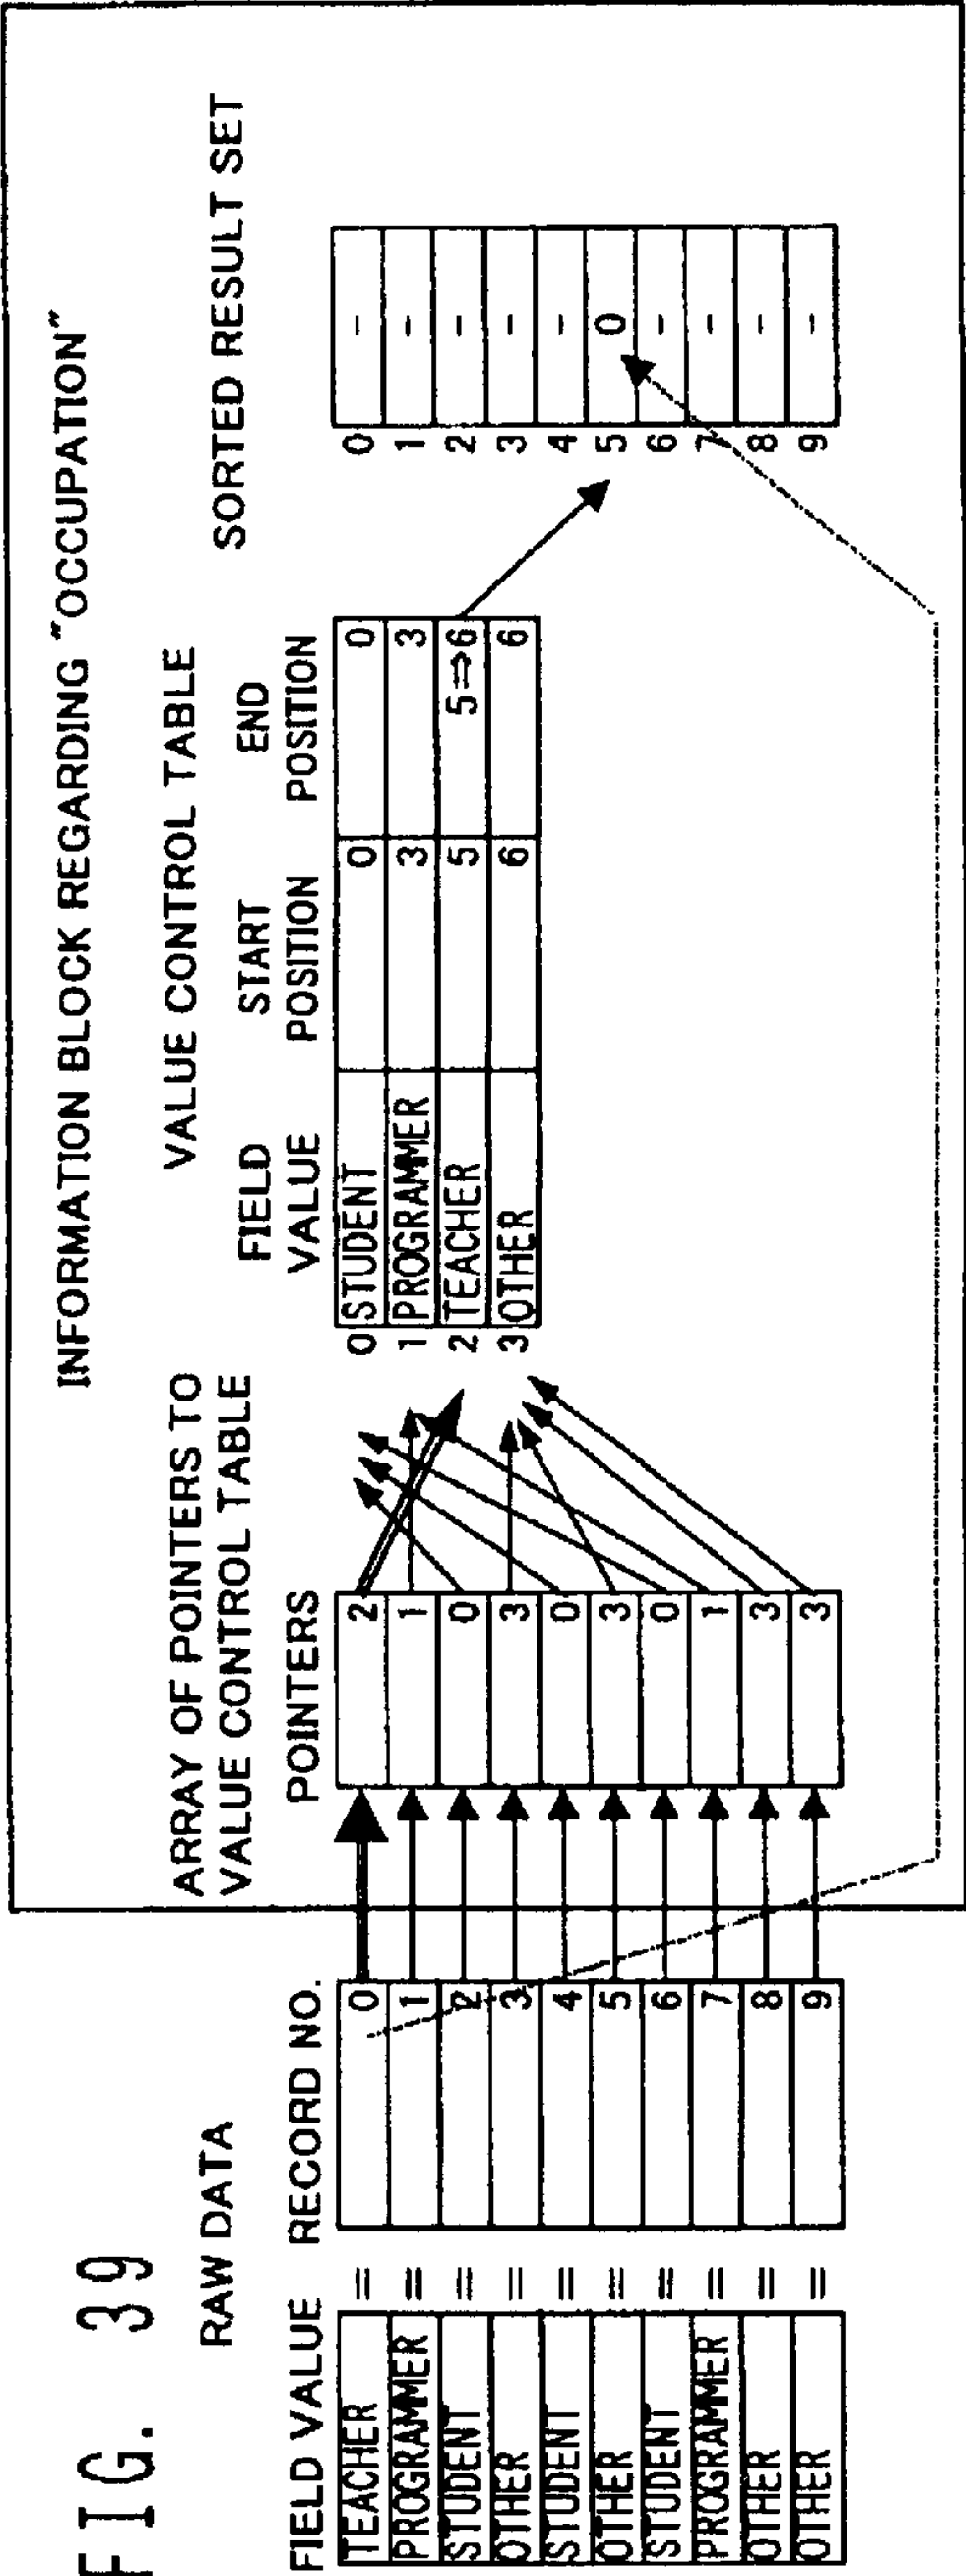 FIG. 39
INFORMATION BLOCK REGARDING "OCCUPATION"
RAW DATA
FIELD VALUE RECORD NO.
TEACHER = 0
PROGRAMMER = 1
STUDENT = 2
OTHER = 3
STUDENT = 4
OTHER = 5
STUDENT = 6
PROGRAMMER = 7
OTHER = 8
OTHER = 9
ARRAY OF POINTERS TO
VALUE CONTROL TABLE
POINTERS
2
1
0
3
0
3
0
1
3
3
VALUE CONTROL TABLE
FIELD START END
VALUE POSITION POSITION
0 STUDENT 0 0
1 PROGRAMMER 3 3
2 TEACHER 5 5⇒6
3 OTHER 6 6
SORTED RESULT SET
0 -
1 -
2 -
3 -
4 -
5 0
6 -
7 -
8 -
9 -